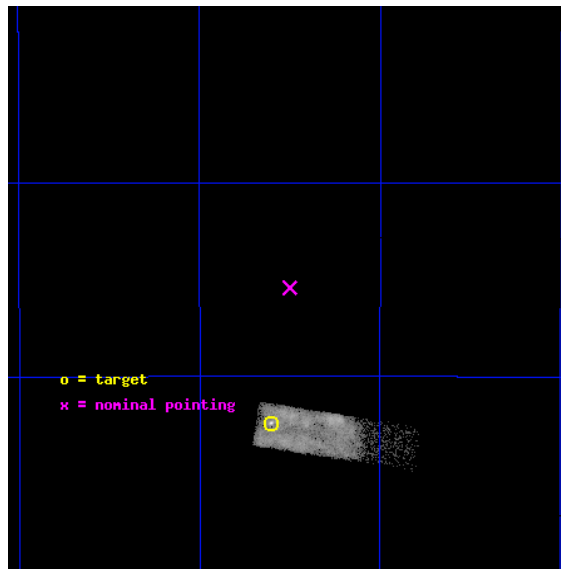 o = target
x = nominal pointing